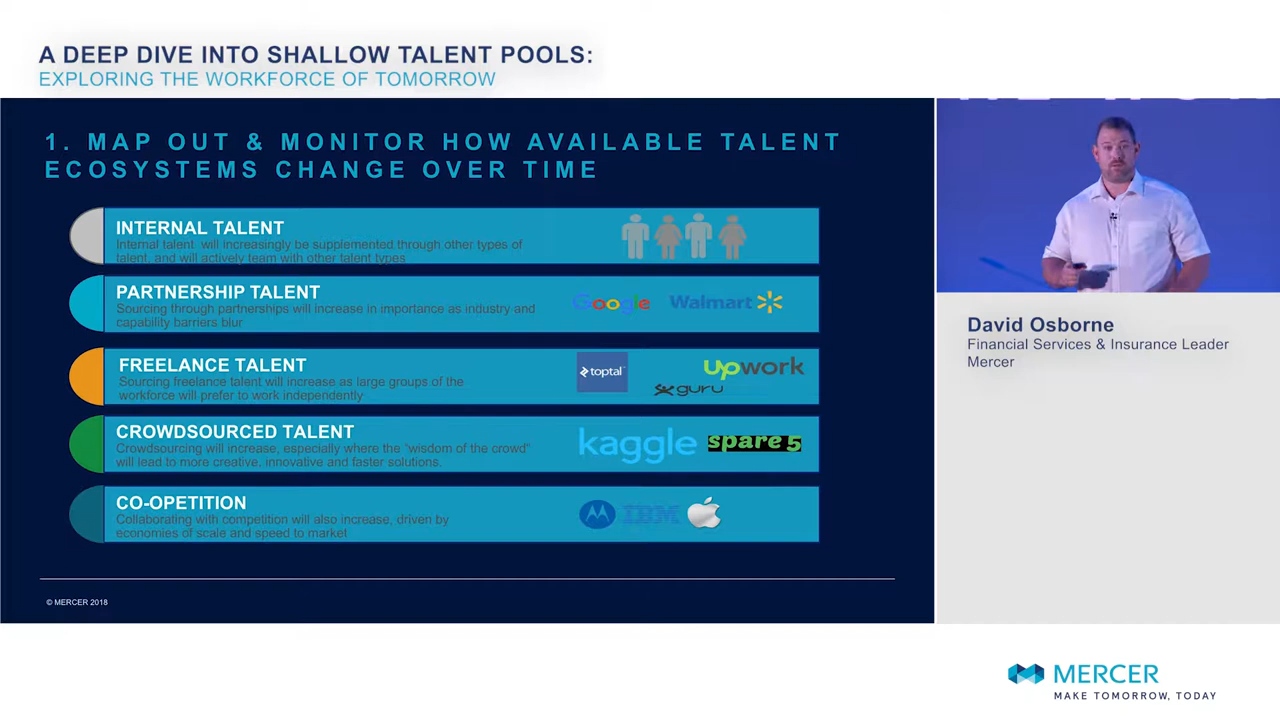 A DEEP DIVE INTO SHALLOW TALENT POOLS:
EXPLORING THE WORKFORCE OF TOMORROW
1. MAP OUT & MONITOR HOW AVAILABLE TALENT
ECOSYSTEMS CHANGE OVER TIME
INTERNAL TALENT
Internal talent will increasingly be supplemented through other types of
talent, and will actively team with other talent types
PARTNERSHIP TALENT
Sourcing through partnerships will increase in importance as industry and
capability barriers blur
Google Walmart
FREELANCE TALENT
Sourcing freelance talent will increase as large groups of the
workforce will prefer to work independently
toptal upwork
guru
CROWDSOURCED TALENT
Crowdsourcing will increase, especially where the "wisdom of the crowd"
will lead to more creative, innovative and faster solutions.
kaggle spare5
CO-OPETITION
Collaborating with competition will also increase, driven by
economies of scale and speed to market
IBM
© MERCER 2018
David Osborne
Financial Services & Insurance Leader
Mercer
MERCER
MAKE TOMORROW, TODAY